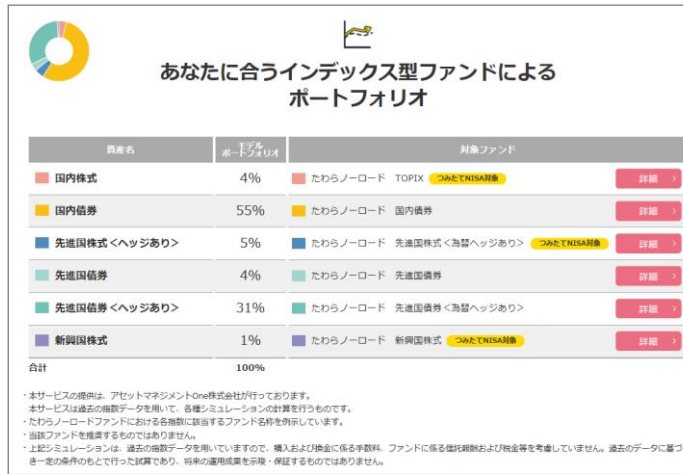 あなたに合うインデックス型ファンドによる
ポートフォリオ
資産名 モデルポートフォリオ 対象ファンド
国内株式 4% たわらノーロード TOPIX つみたてNISA対象 詳細
国内債券 55% たわらノーロード 国内債券 詳細
先進国株式<ヘッジあり> 5% たわらノーロード 先進国株式<為替ヘッジあり> つみたてNISA対象 詳細
先進国債券 4% たわらノーロード 先進国債券 詳細
先進国債券<ヘッジあり> 31% たわらノーロード 先進国債券<為替ヘッジあり> 詳細
新興国株式 1% たわらノーロード 新興国株式 つみたてNISA対象 詳細
合計 100%
・本サービスの提供は、アセットマネジメントOne株式会社が行っております。
本サービスは過去の指数データを用いて、各種シミュレーションの計算を行うものです。
・たわらノーロードファンドにおける各指数に該当するファンド名称を例示しています。
・当該ファンドを推奨するものではありません。
・上記シミュレーションは、過去の指数データを用いていますので、購入および換金に係る手数料、ファンドに係る信託報酬および税金等を考慮していません。過去のデータに基づ
き一定の条件のもとで行った試算であり、将来の運用成果を示唆・保証するものではありません。